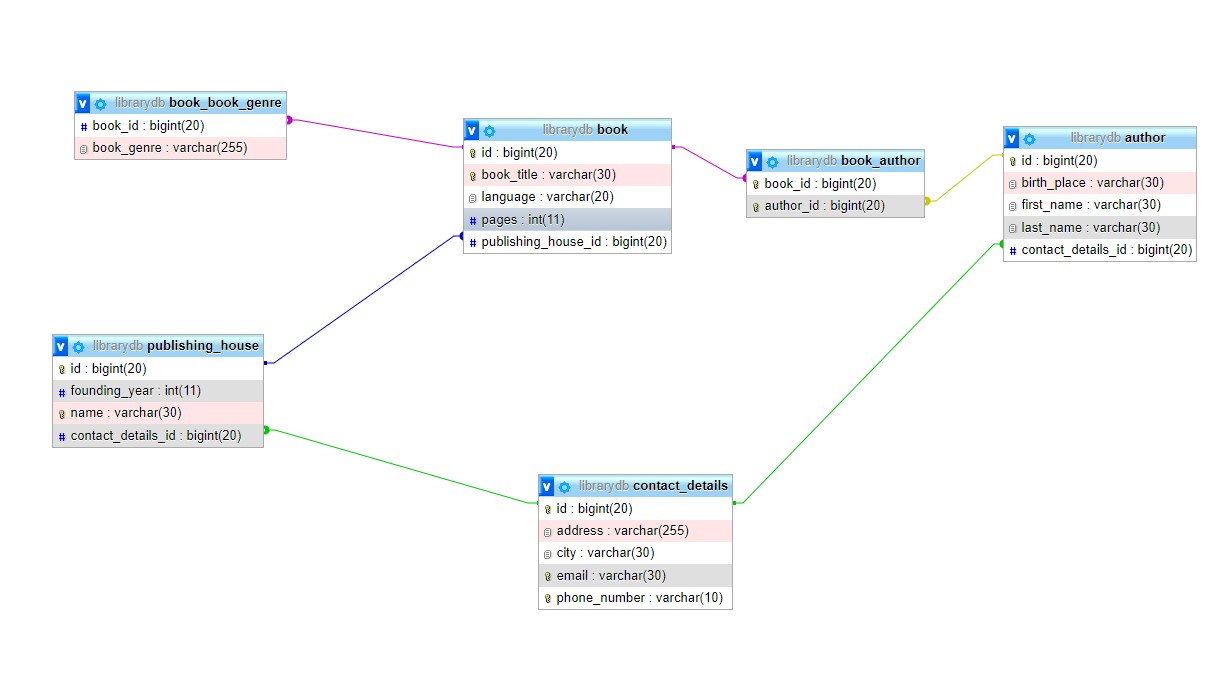 librarydb book_book_genre
# book_id : bigint(20)
book_genre : varchar(255)
librarydb book
id : bigint(20)
book_title : varchar(30)
language : varchar(20)
# pages : int(11)
# publishing_house_id : bigint(20)
librarydb book_author
book_id : bigint(20)
author_id : bigint(20)
librarydb author
id : bigint(20)
birth_place : varchar(30)
first_name : varchar(30)
last_name : varchar(30)
# contact_details_id : bigint(20)
librarydb publishing_house
id : bigint(20)
# founding_year : int(11)
name : varchar(30)
# contact_details_id : bigint(20)
librarydb contact_details
id : bigint(20)
address : varchar(255)
city : varchar(30)
email : varchar(30)
phone_number : varchar(10)